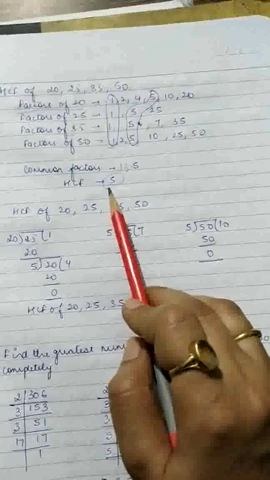 HCF of 20, 25, 35, 50
Factors of 20 → 1, 2, 4, 5, 10, 20
Factors of 25 → 1, 5, 25
Factors of 35 → 1, 5, 7, 35
Factors of 50 → 1, 2, 5, 10, 25, 50
Common factors → 1, 5
HCF → 5
HCF of 20, 25, 50
20)25(1 5 (7 5)50(10
20 50
5)20(4 0
20
0
HCF of 20, 25, 35
Find the greatest num
completely
2 306
3 153
3 51
17 17
1